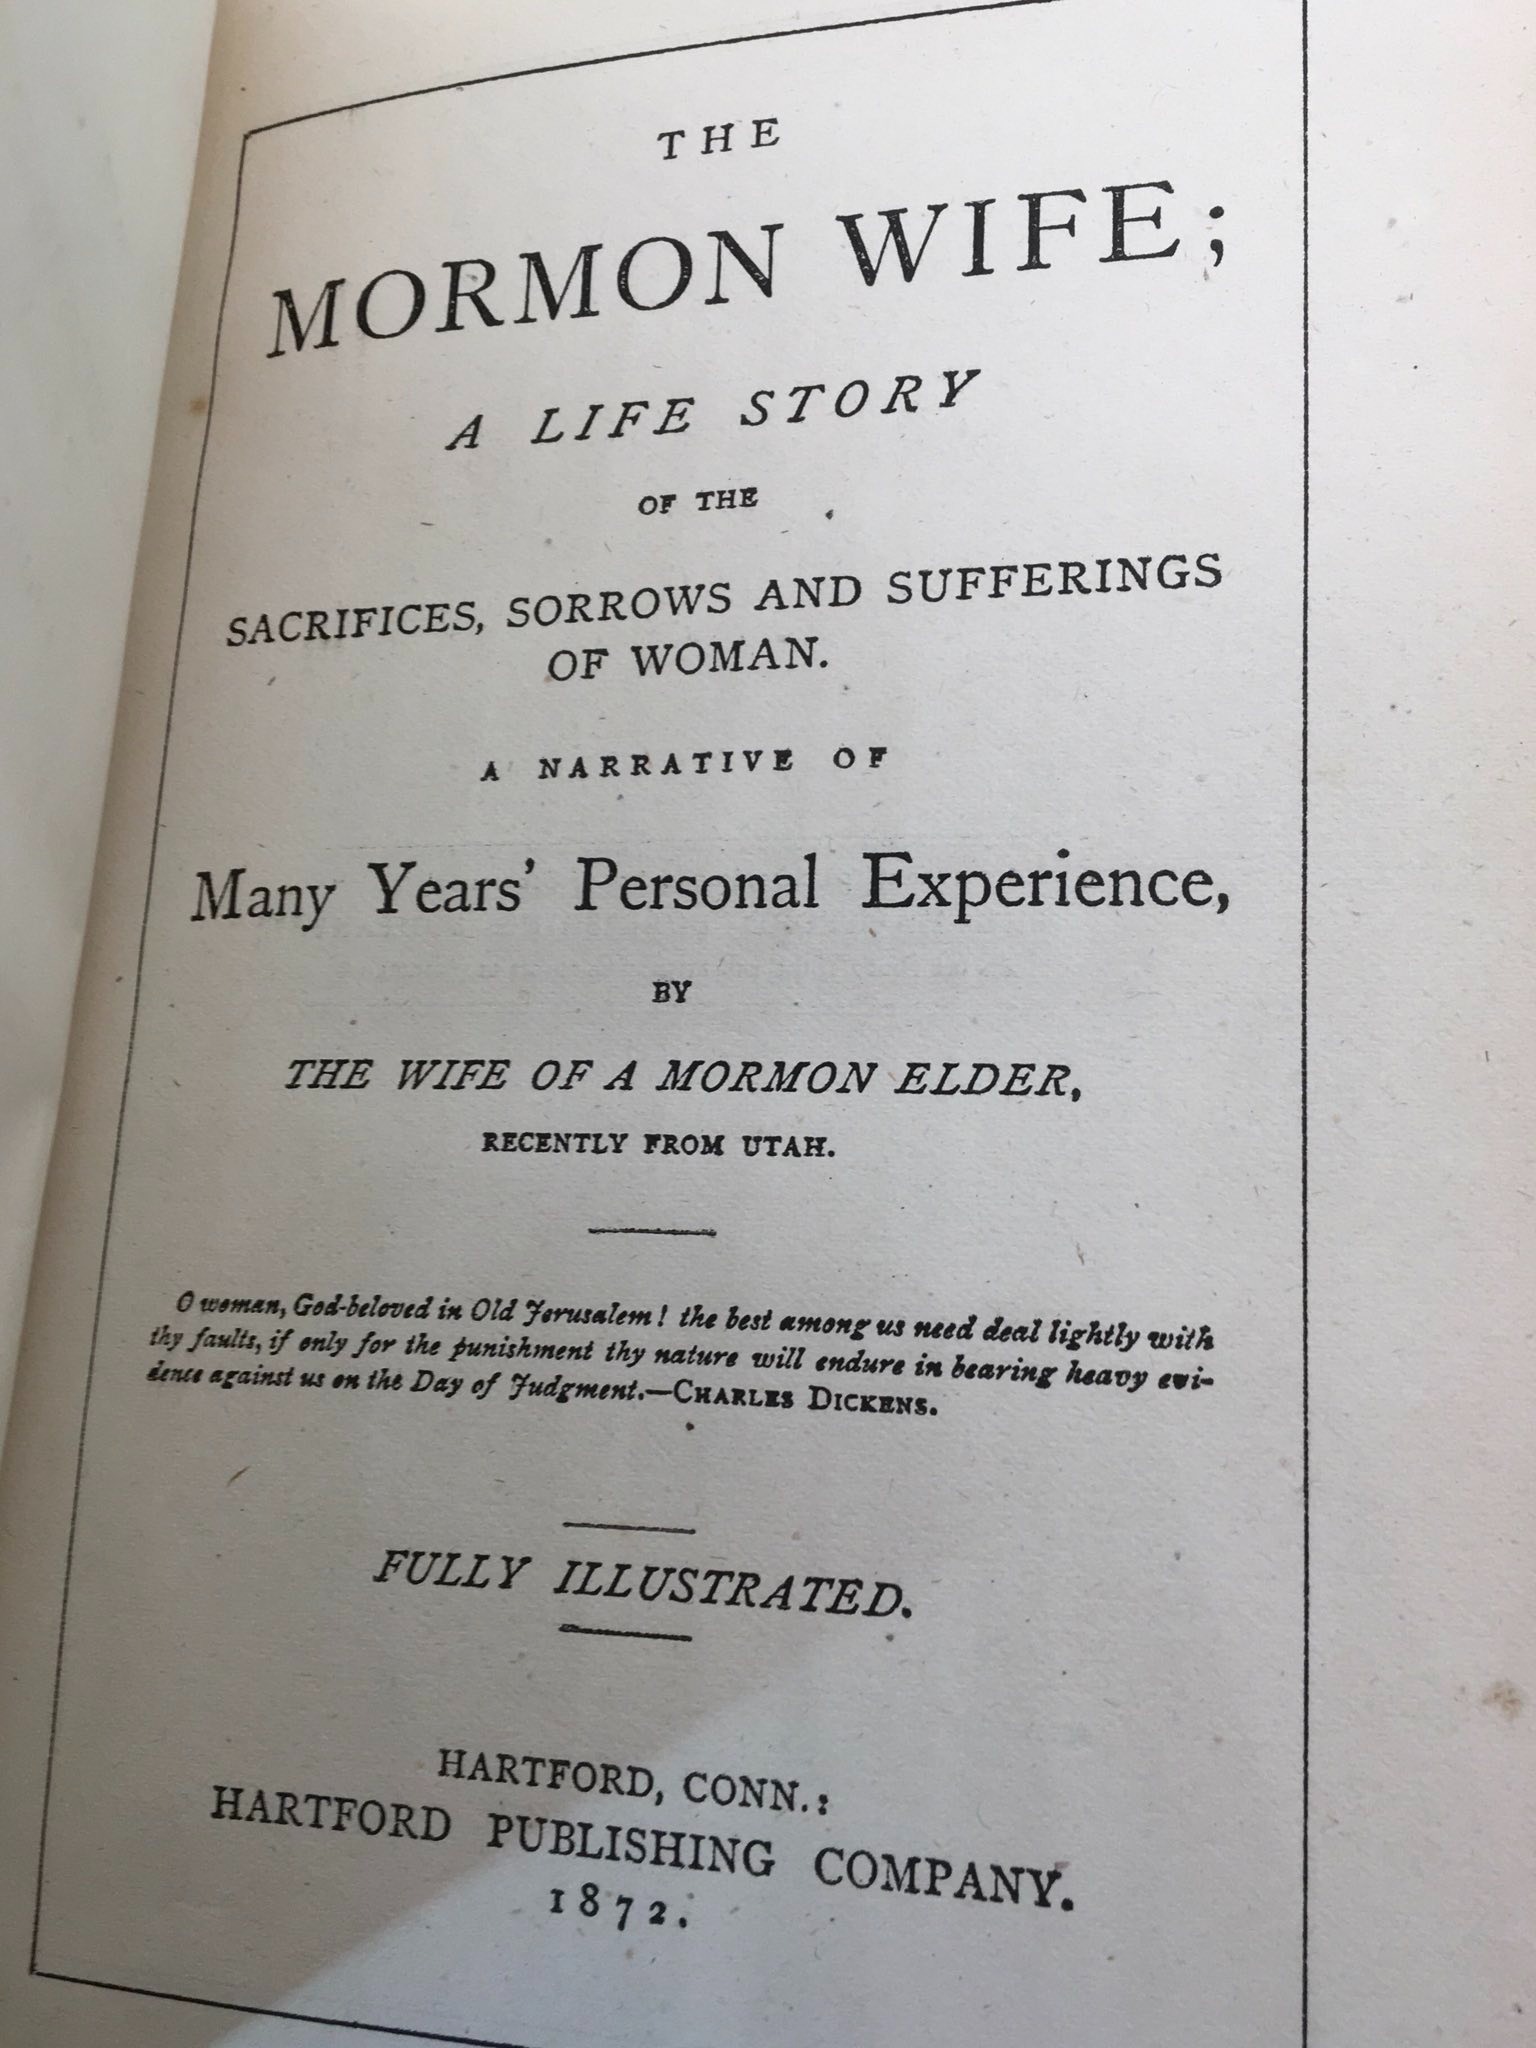 THE
MORMON WIFE;
A LIFE STORY
OF THE
SACRIFICES, SORROWS AND SUFFERINGS
OF WOMAN.
A NARRATIVE OF
Many Years' Personal Experience,
BY
THE WIFE OF A MORMON ELDER,
RECENTLY FROM UTAH.
O woman, God-beloved in Old Jerusalem! the best among us need deal lightly with
thy faults, if only for the punishment thy nature will endure in bearing heavy evi-
dence against us on the Day of Judgment.—CHARLES DICKENS.
FULLY ILLUSTRATED.
HARTFORD, CONN.:
HARTFORD PUBLISHING COMPANY.
1872.